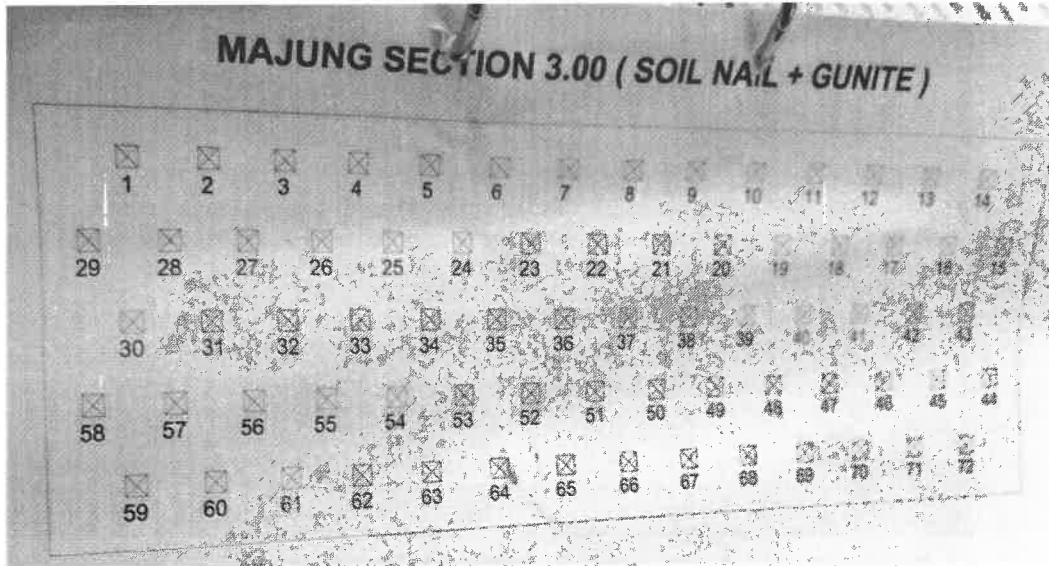 MAJUNG SECTION 3.00 ( SOIL NAIL + GUNITE )
1 2 3 4 5 6 7 8 9 10 11 12 13 14
29 28 27 26 25 24 23 22 21 20 19 18 17 16 15
30 31 32 33 34 35 36 37 38 39 40 41 42 43
58 57 56 55 54 53 52 51 50 49 48 47 46 45 44
59 60 61 62 63 64 65 66 67 68 69 70 71 72